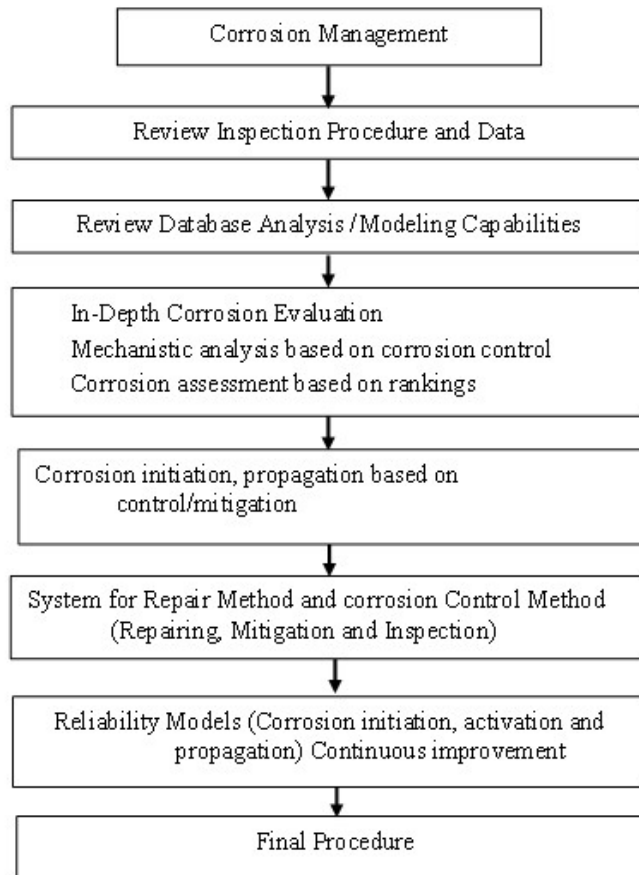 Corrosion Management
Review Inspection Procedure and Data
Review Database Analysis / Modeling Capabilities
In-Depth Corrosion Evaluation
Mechanistic analysis based on corrosion control
Corrosion assessment based on rankings
Corrosion initiation, propagation based on
control/mitigation
System for Repair Method and corrosion Control Method
(Repairing, Mitigation and Inspection)
Reliability Models (Corrosion initiation, activation and
propagation) Continuous improvement
Final Procedure